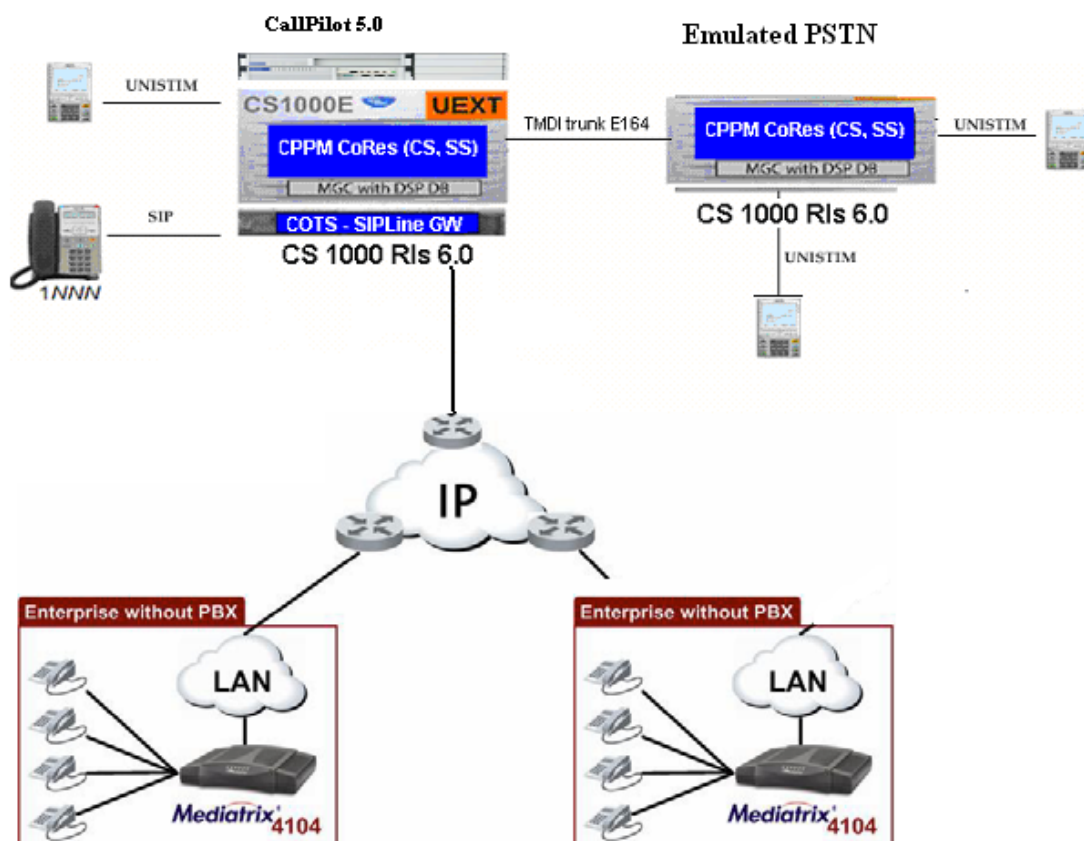 CallPilot 5.0
Emulated PSTN
UNISTIM
CS1000E
UEXT
CPPM CoRes (CS, SS)
MGC with DSP DB
TMDI trunk E164
CPPM CoRes (CS, SS)
MGC with DSP DB
UNISTIM
SIP
COTS - SIPLine GW
CS 1000 Rls 6.0
CS 1000 Rls 6.0
UNISTIM
1NNN
IP
Enterprise without PBX
LAN
Mediatrix®
4104
Enterprise without PBX
LAN
Mediatrix®
4104